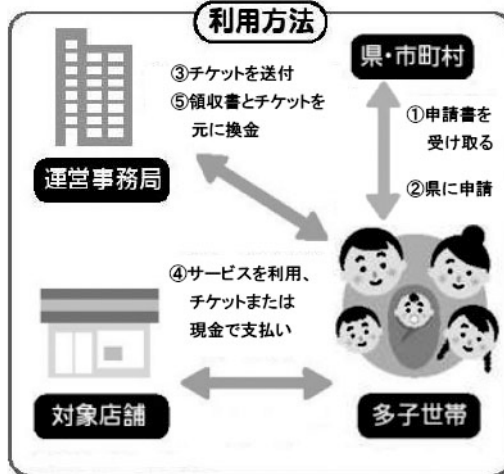 利用方法
県・市町村
③チケットを送付
⑤領収書とチケットを
元に換金
①申請書を
受け取る
②県に申請
運営事務局
④サービスを利用、
チケットまたは
現金で支払い
対象店舗
多子世帯